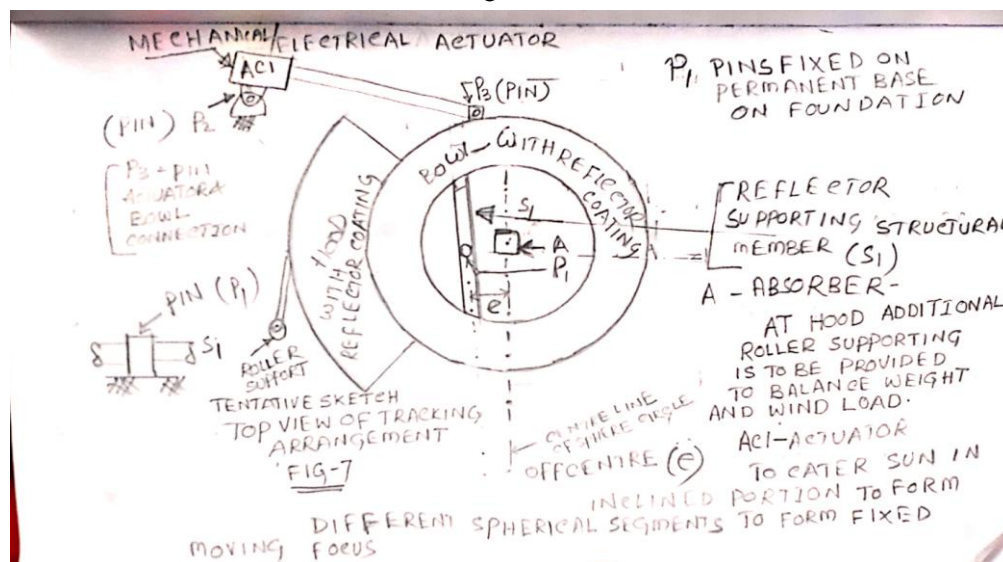 MECHANICAL/ELECTRICAL ACTUATOR
AC1
P3 (PIN)
P1, PINS FIXED ON
PERMANENT BASE
ON FOUNDATION
(PIN) P2
P3 - PIN
ACTUATOR &
BOWL
CONNECTION
BOWL WITH REFLECTOR
COATING
HOOD
WITH
REFLECTOR COATING
S1
A
P1
e
REFLECTOR
SUPPORTING STRUCTURAL
MEMBER (S1)
A - ABSORBER -
PIN (P1)
S1
ROLLER
SUPPORT
AT HOOD ADDITIONAL
ROLLER SUPPORTING
IS TO BE PROVIDED
TO BALANCE WEIGHT
AND WIND LOAD.
TENTATIVE SKETCH
TOP VIEW OF TRACKING
ARRANGEMENT
FIG-7
CENTRE LINE
OF SPHERE CIRCLE
OFFCENTRE (e)
AC1-ACTUATOR
TO CATER SUN IN
INCLINED PORTION TO FORM
DIFFERENT SPHERICAL SEGMENTS TO FORM FIXED
MOVING FOCUS